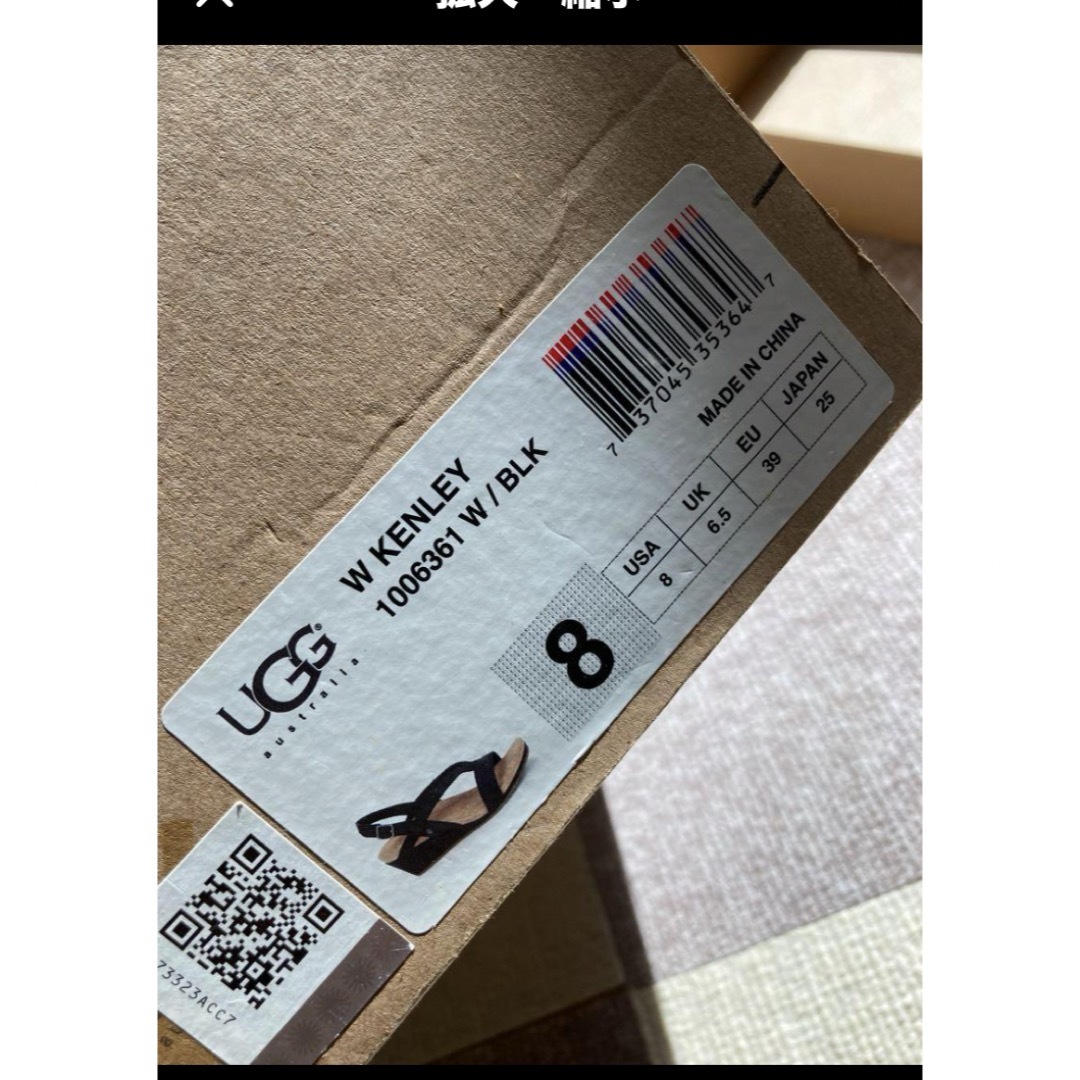 7 37045 35364 7
MADE IN CHINA
USA UK EU JAPAN
8 6.5 39 25
W KENLEY
1006361 W / BLK
8
UGG®
australia
73323ACC7